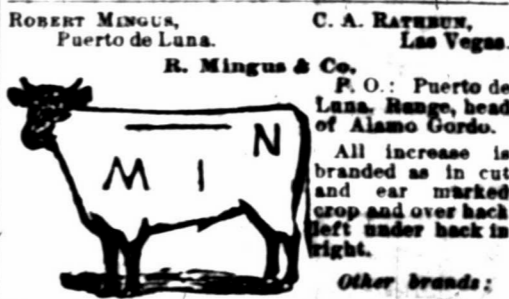 ROBERT MINGUS, C. A. RATHBUN,
Puerto de Luna. Las Vegas.
R. Mingus & Co.
P. O.: Puerto de
Luna. Range, head
of Alamo Gordo.
All increase is
branded as in cut
and ear marked
crop and over hack
left under hack in
right.
Other brands:
M I N